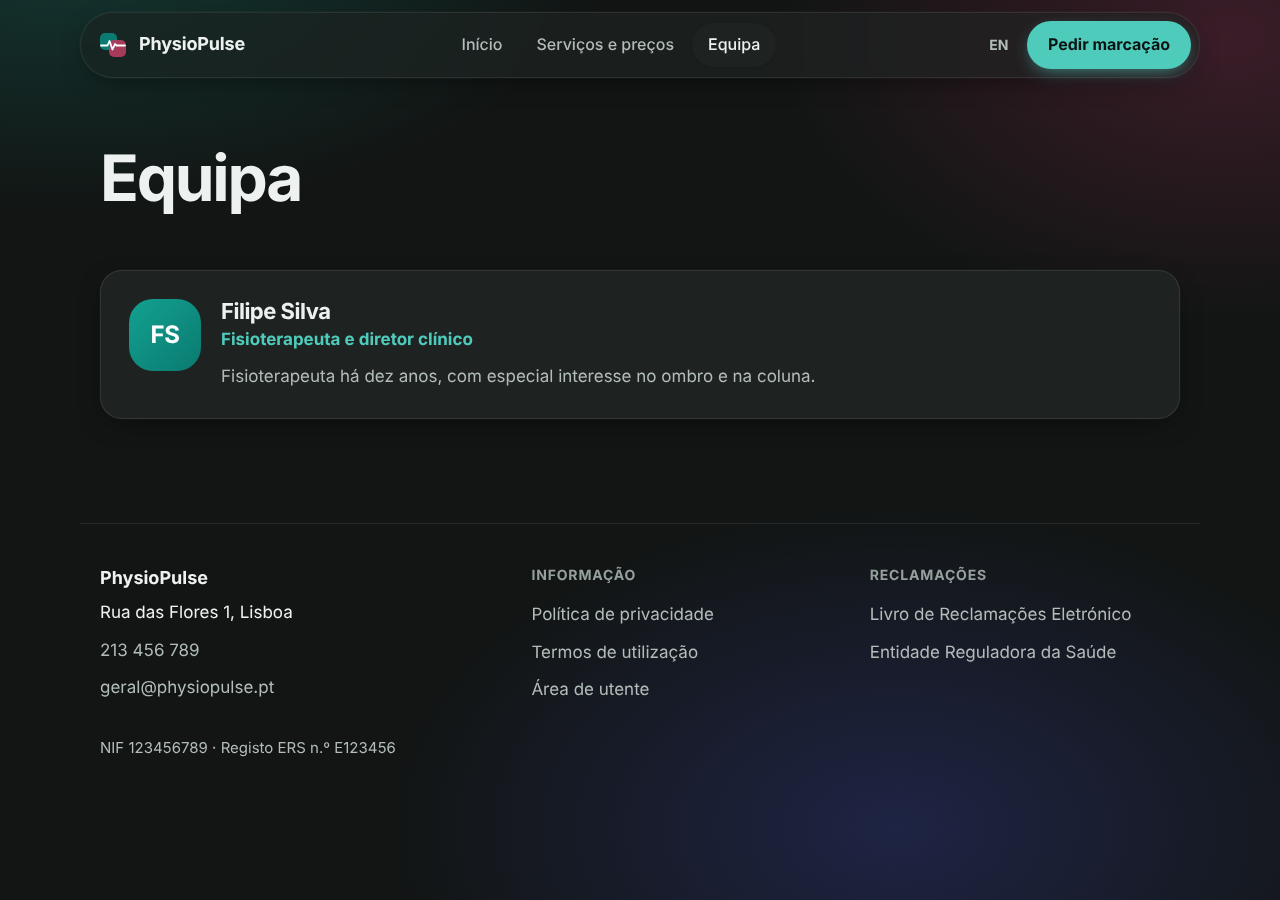 PhysioPulse
Início
Serviços e preços
Equipa
EN
Pedir marcação
Equipa
FS
Filipe Silva
Fisioterapeuta e diretor clínico
Fisioterapeuta há dez anos, com especial interesse no ombro e na coluna.
PhysioPulse
Rua das Flores 1, Lisboa
213 456 789
geral@physiopulse.pt
NIF 123456789 · Registo ERS n.º E123456
INFORMAÇÃO
Política de privacidade
Termos de utilização
Área de utente
RECLAMAÇÕES
Livro de Reclamações Eletrónico
Entidade Reguladora da Saúde